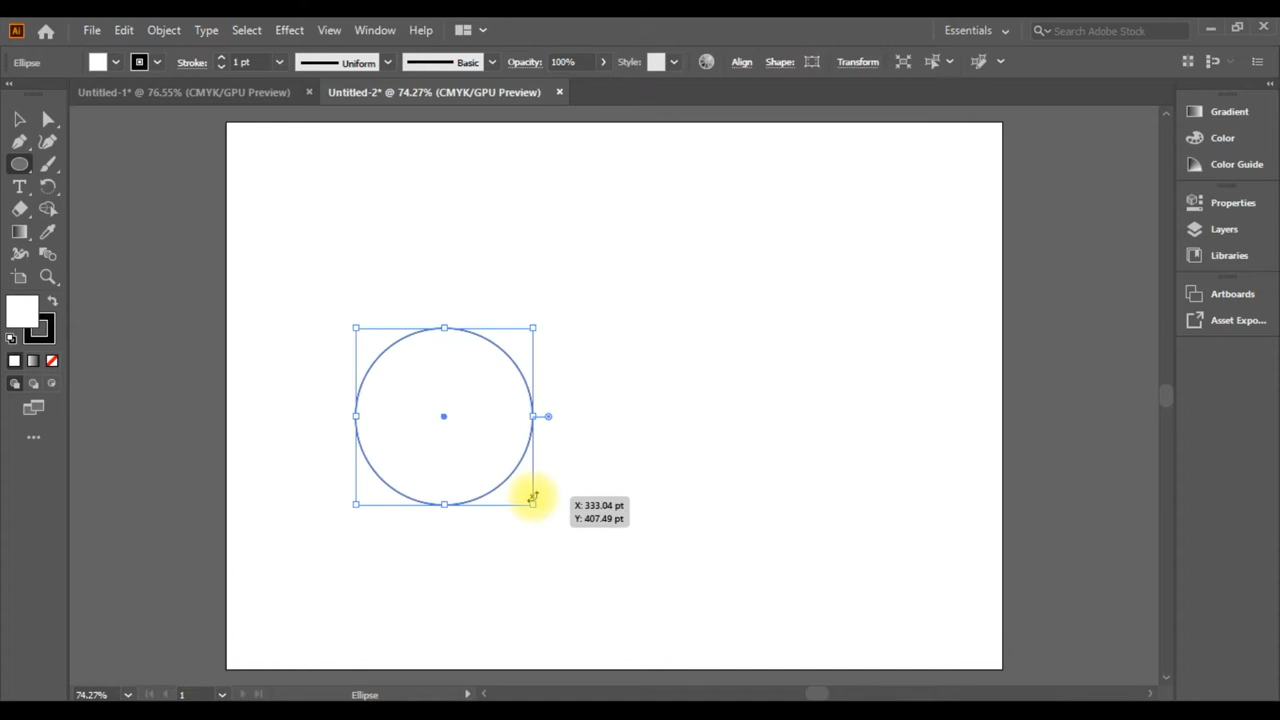 Ai File Edit Object Type Select Effect View Window Help Essentials Search Adobe Stock
Ellipse Stroke: 1 pt Uniform Basic Opacity: 100% Style: Align Shape: Transform
Untitled-1* @ 76.55% (CMYK/GPU Preview) Untitled-2* @ 74.27% (CMYK/GPU Preview)
Gradient
Color
Color Guide
Properties
Layers
Libraries
Artboards
Asset Expo...
X: 333.04 pt
Y: 407.49 pt
74.27% 1 Ellipse